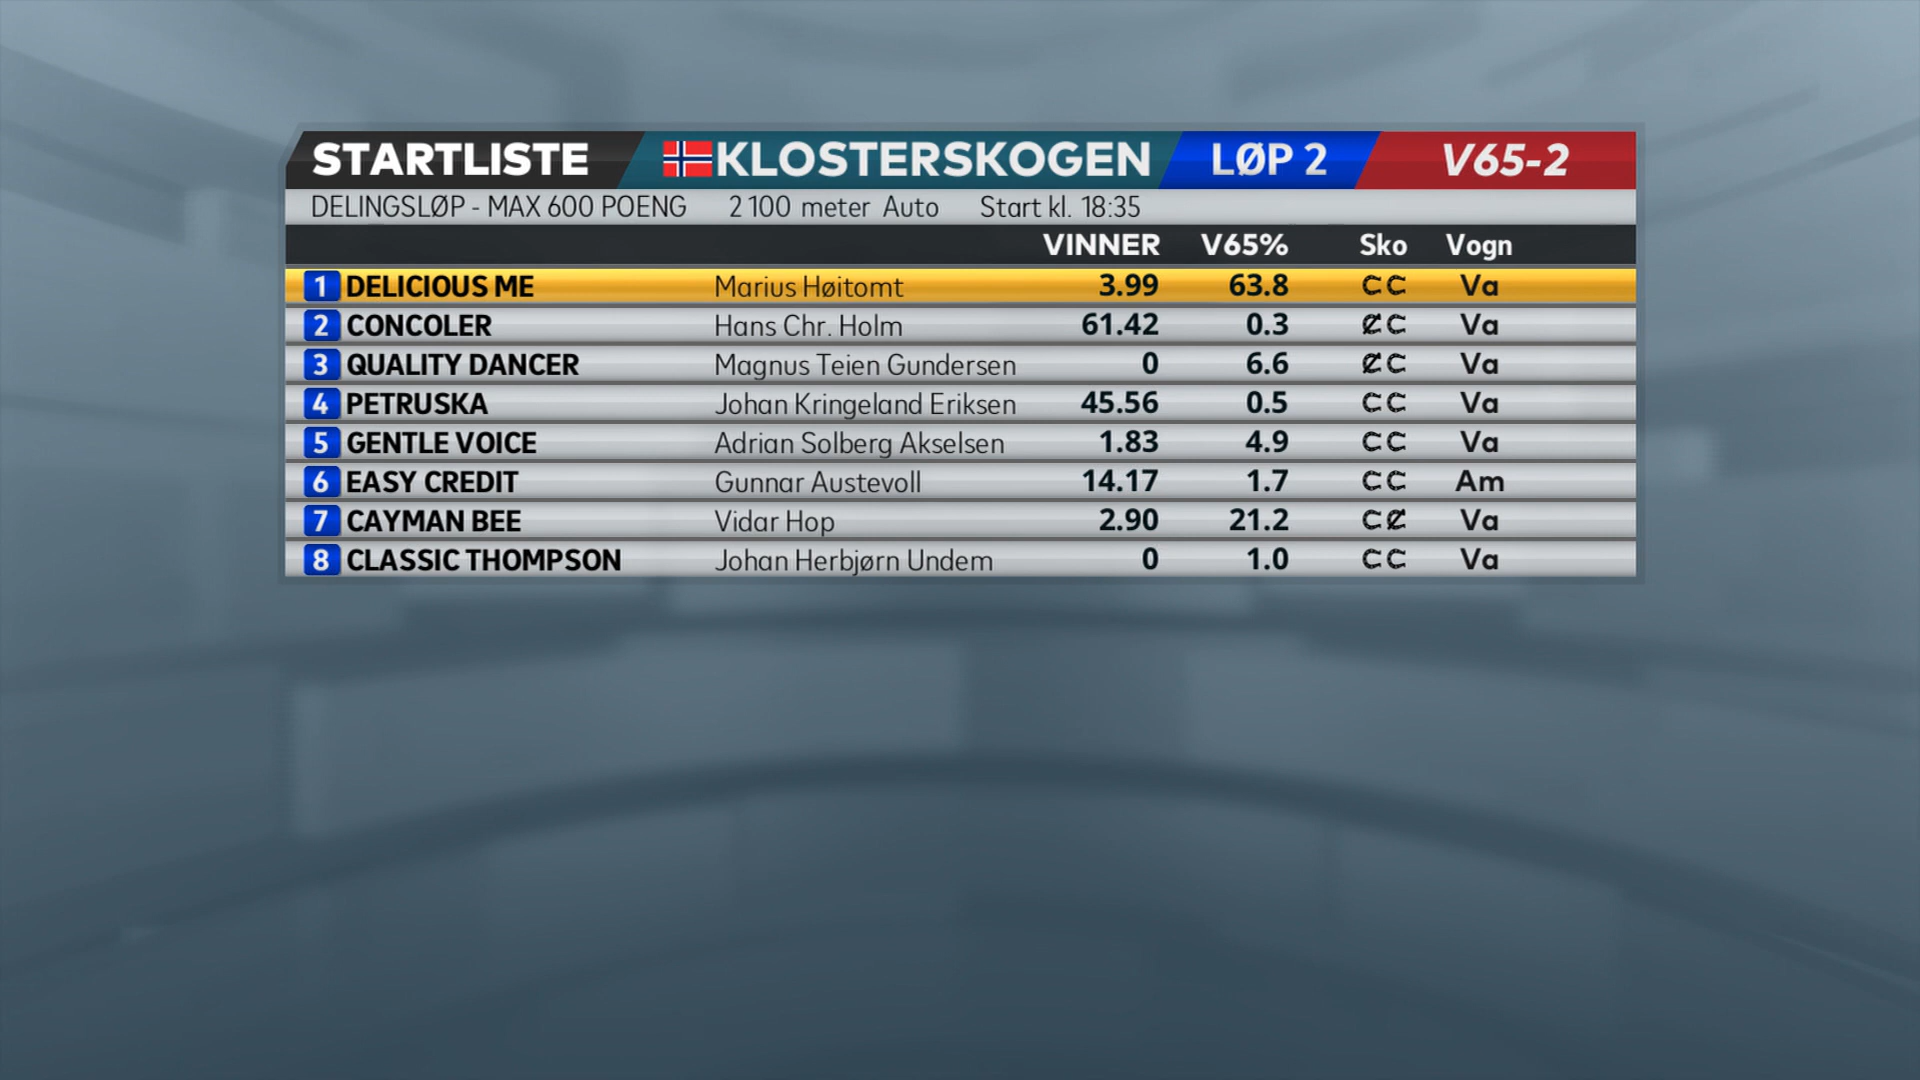 STARTLISTE KLOSTERSKOGEN LØP 2 V65-2
DELINGSLØP - MAX 600 POENG 2 100 meter Auto Start kl. 18:35
VINNER V65% Sko Vogn
1 DELICIOUS ME Marius Høitomt 3.99 63.8 C C Va
2 CONCOLER Hans Chr. Holm 61.42 0.3 Ȼ C Va
3 QUALITY DANCER Magnus Teien Gundersen 0 6.6 Ȼ C Va
4 PETRUSKA Johan Kringeland Eriksen 45.56 0.5 C C Va
5 GENTLE VOICE Adrian Solberg Akselsen 1.83 4.9 C C Va
6 EASY CREDIT Gunnar Austevoll 14.17 1.7 C C Am
7 CAYMAN BEE Vidar Hop 2.90 21.2 C Ȼ Va
8 CLASSIC THOMPSON Johan Herbjørn Undem 0 1.0 C C Va